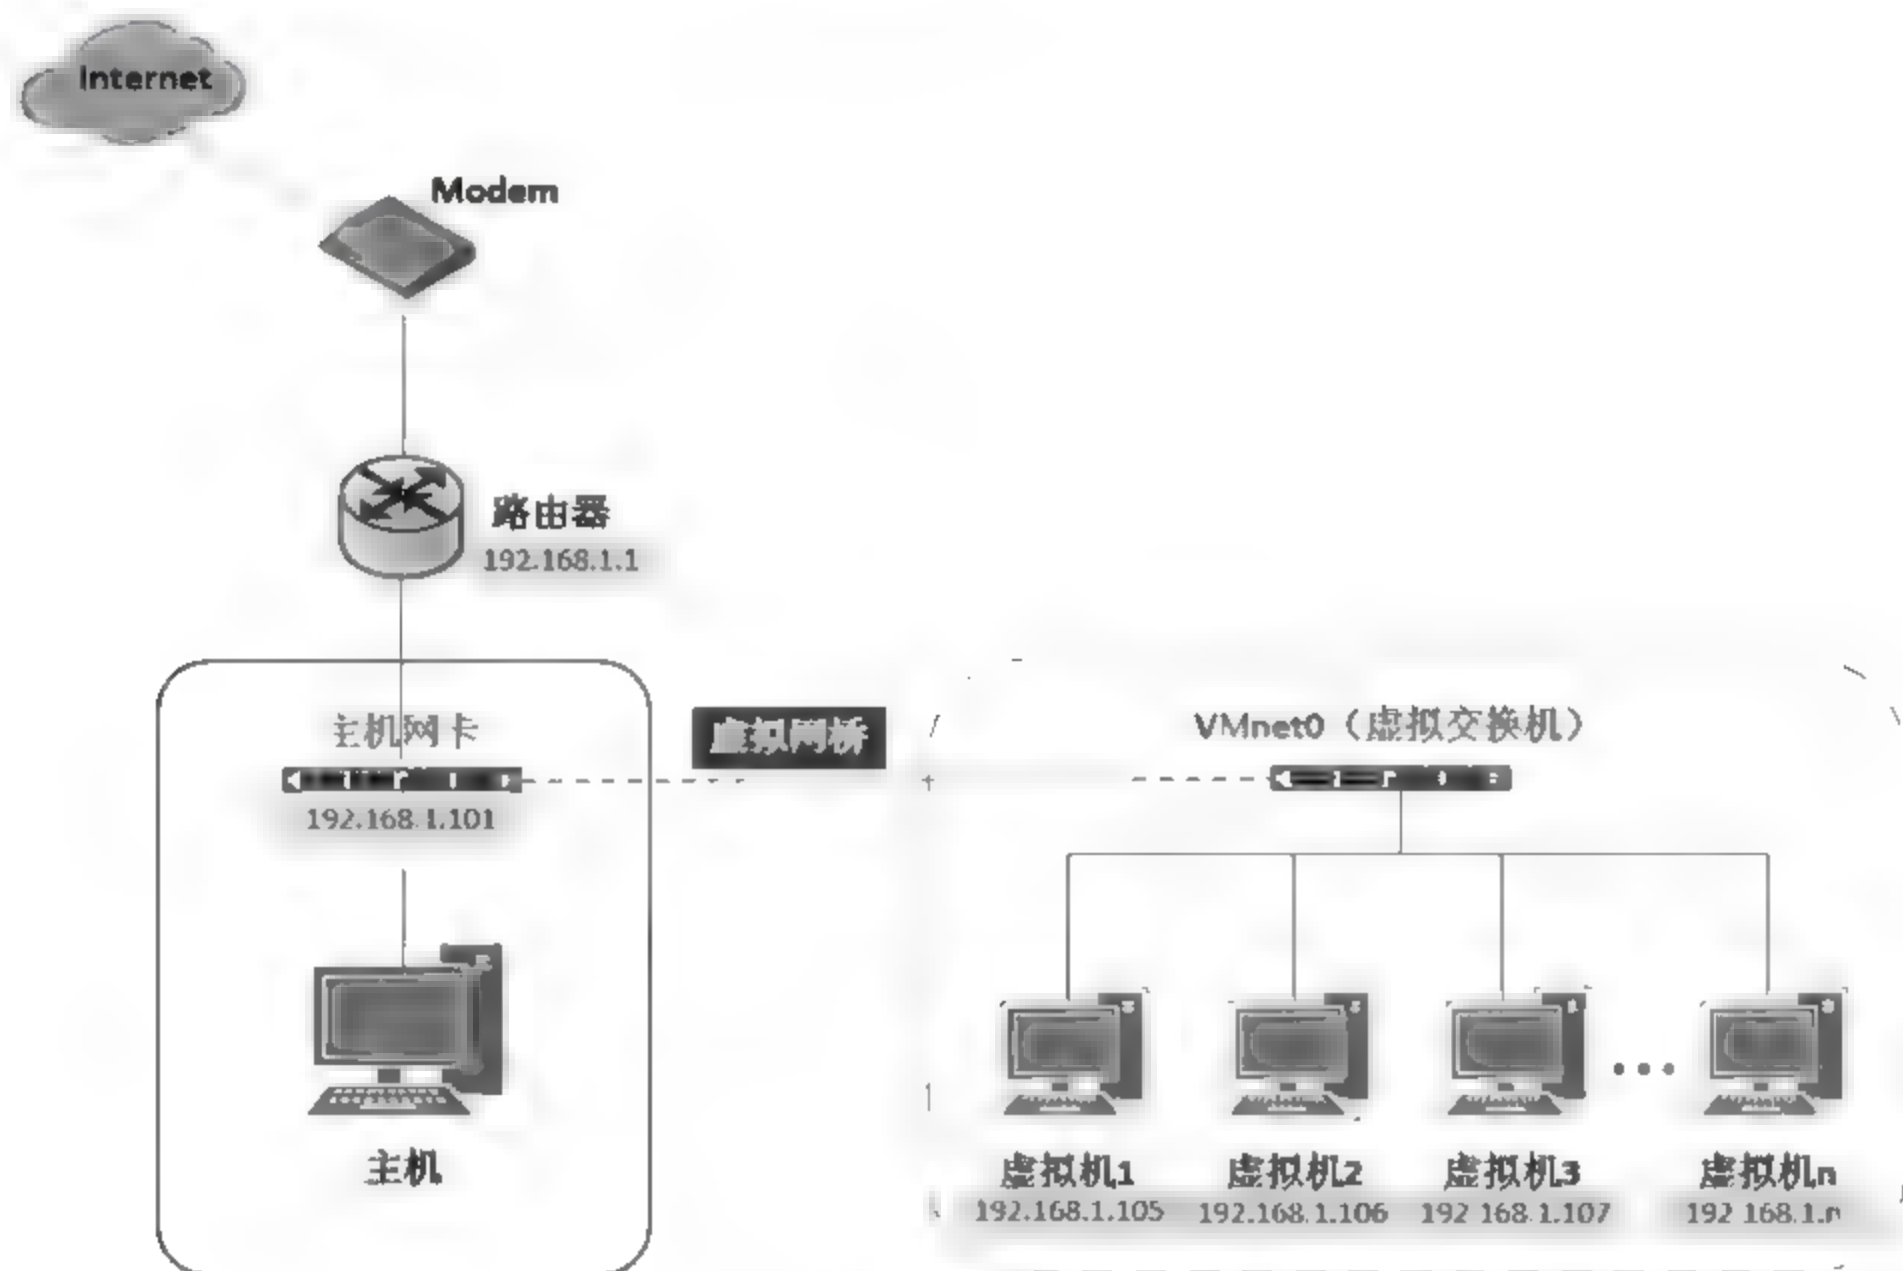 Internet
Modem
路由器
192.168.1.1
主机网卡
192.168.1.101
虚拟网桥
VMnet0（虚拟交换机）
主机
虚拟机1
192.168.1.105
虚拟机2
192.168.1.106
虚拟机3
192.168.1.107
虚拟机n
192.168.1.n